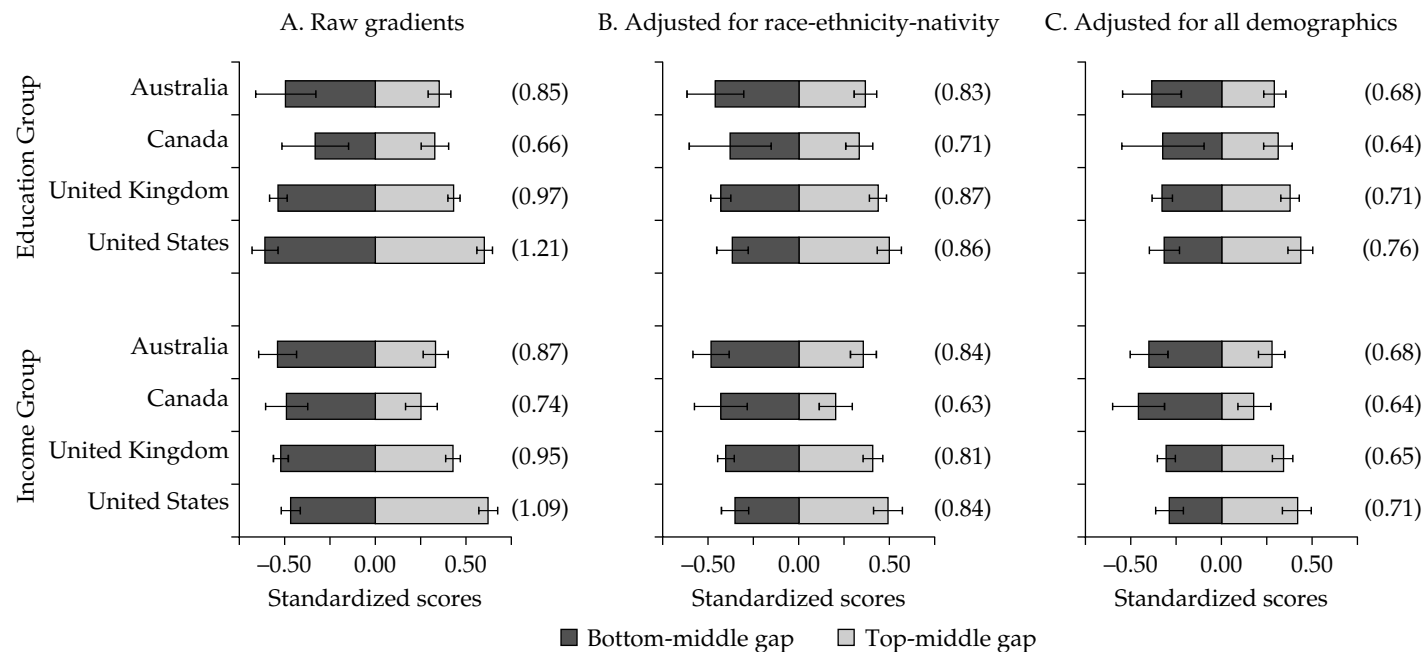 A. Raw gradients B. Adjusted for race-ethnicity-nativity C. Adjusted for all demographics
Education Group
Australia (0.85) (0.83) (0.68)
Canada (0.66) (0.71) (0.64)
United Kingdom (0.97) (0.87) (0.71)
United States (1.21) (0.86) (0.76)
Income Group
Australia (0.87) (0.84) (0.68)
Canada (0.74) (0.63) (0.64)
United Kingdom (0.95) (0.81) (0.65)
United States (1.09) (0.84) (0.71)
−0.50 0.00 0.50 −0.50 0.00 0.50 −0.50 0.00 0.50
Standardized scores Standardized scores Standardized scores
Bottom-middle gap Top-middle gap